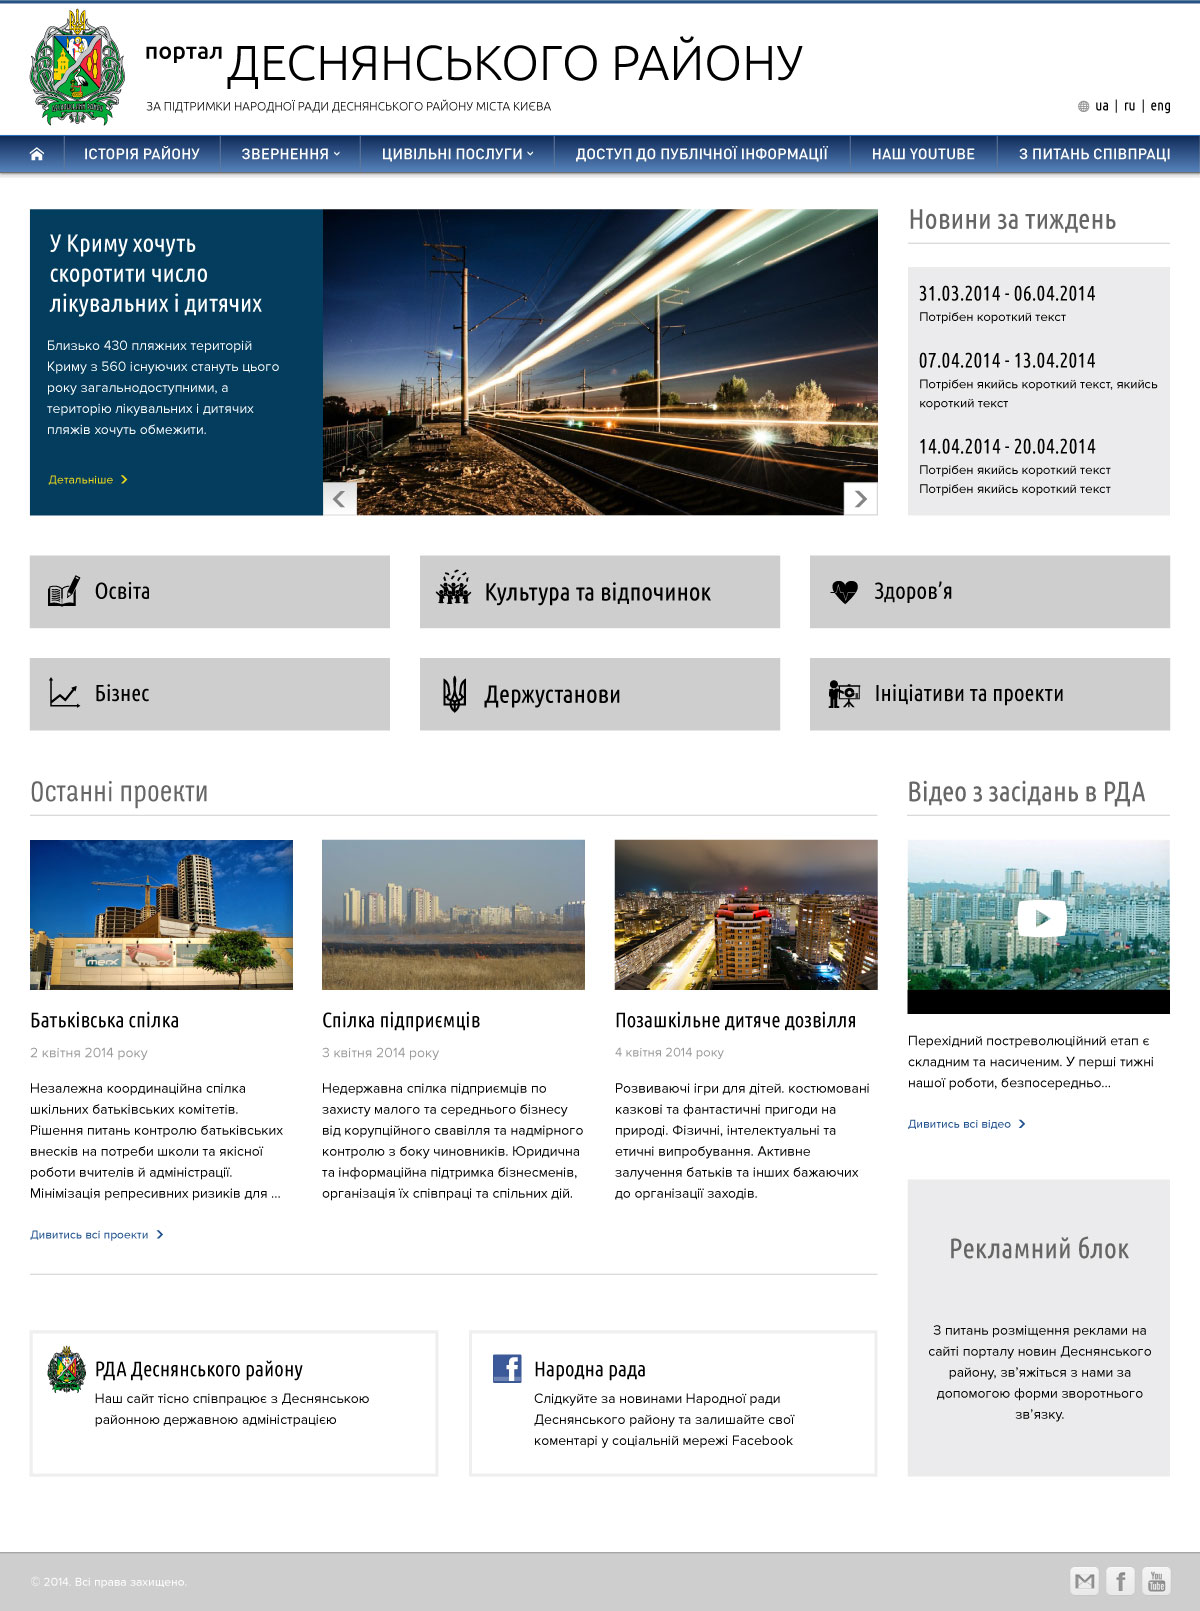 портал ДЕСНЯНСЬКОГО РАЙОНУ
ЗА ПІДТРИМКИ НАРОДНОЇ РАДИ ДЕСНЯНСЬКОГО РАЙОНУ МІСТА КИЄВА
ua | ru | eng
ІСТОРІЯ РАЙОНУ ЗВЕРНЕННЯ ЦИВІЛЬНІ ПОСЛУГИ ДОСТУП ДО ПУБЛІЧНОЇ ІНФОРМАЦІЇ НАШ YOUTUBE З ПИТАНЬ СПІВПРАЦІ
У Криму хочуть
скоротити число
лікувальних і дитячих
Близько 430 пляжних територій
Криму з 560 існуючих стануть цього
року загальнодоступними, а
територію лікувальних і дитячих
пляжів хочуть обмежити.
Детальніше
Новини за тиждень
31.03.2014 - 06.04.2014
Потрібен короткий текст
07.04.2014 - 13.04.2014
Потрібен якийсь короткий текст, якийсь
короткий текст
14.04.2014 - 20.04.2014
Потрібен якийсь короткий текст
Потрібен якийсь короткий текст
Освіта
Культура та відпочинок
Здоров’я
Бізнес
Держустанови
Ініціативи та проекти
Останні проекти
merx
Батьківська спілка
2 квітня 2014 року
Незалежна координаційна спілка
шкільних батьківських комітетів.
Рішення питань контролю батьківських
внесків на потреби школи та якісної
роботи вчителів й адміністрації.
Мінімізація репресивних ризиків для ...
Спілка підприємців
3 квітня 2014 року
Недержавна спілка підприємців по
захисту малого та середнього бізнесу
від корупційного свавілля та надмірного
контролю з боку чиновників. Юридична
та інформаційна підтримка бізнесменів,
організація їх співпраці та спільних дій.
Позашкільне дитяче дозвілля
4 квітня 2014 року
Розвиваючі ігри для дітей. костюмовані
казкові та фантастичні пригоди на
природі. Фізичні, інтелектуальні та
етичні випробування. Активне
залучення батьків та інших бажаючих
до організації заходів.
Дивитись всі проекти
Відео з засідань в РДА
Перехідний постреволюційний етап є
складним та насиченим. У перші тижні
нашої роботи, безпосередньо...
Дивитись всі відео
Рекламний блок
З питань розміщення реклами на
сайті порталу новин Деснянського
району, зв’яжіться з нами за
допомогою форми зворотнього
зв’язку.
РДА Деснянського району
Наш сайт тісно співпрацює з Деснянською
районною державною адміністрацією
Народна рада
Слідкуйте за новинами Народної ради
Деснянського району та залишайте свої
коментарі у соціальній мережі Facebook
© 2014. Всі права захищено.
You Tube